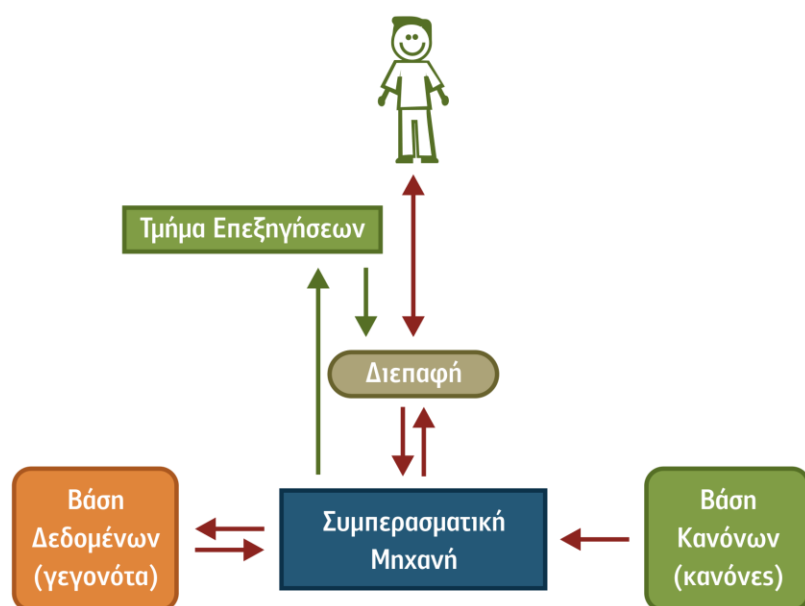 Τμήμα Επεξηγήσεων
Διεπαφή
Βάση
Δεδομένων
(γεγονότα)
Συμπερασματική
Μηχανή
Βάση
Κανόνων
(κανόνες)